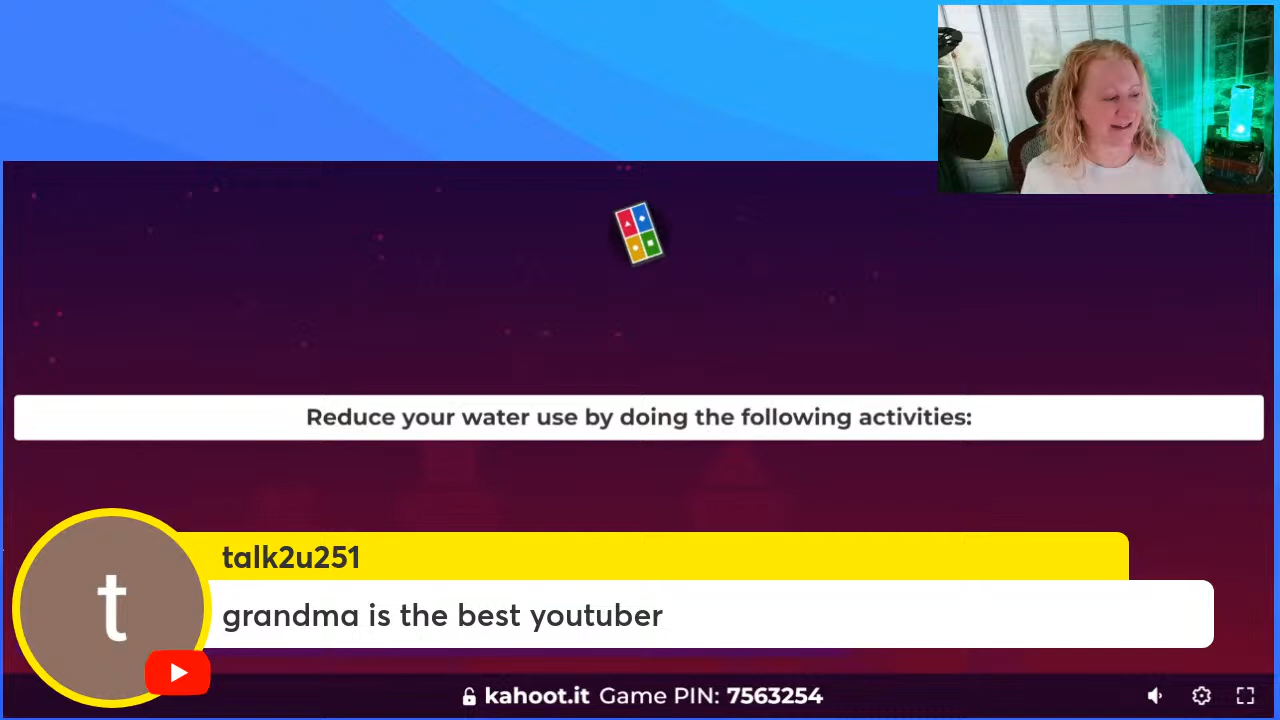 Reduce your water use by doing the following activities:
talk2u251
t
grandma is the best youtuber
kahoot.it Game PIN: 7563254